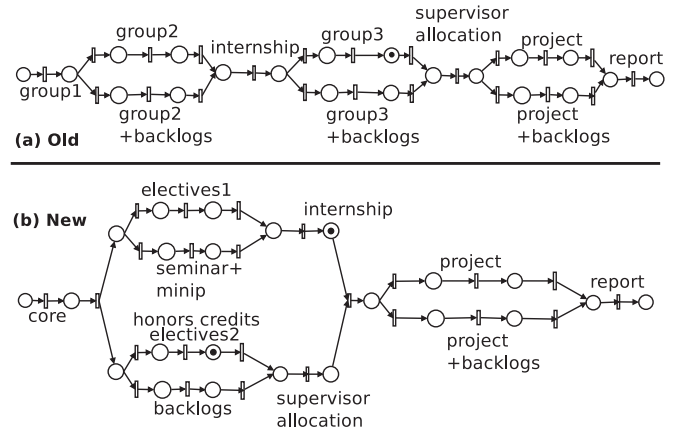 group2
internship
group3
supervisor
allocation
project
report
group1
group2
+backlogs
group3
+backlogs
project
+backlogs
(a) Old
(b) New
electives1
internship
seminar+
minip
project
report
core
honors credits
electives2
project
+backlogs
backlogs
supervisor
allocation